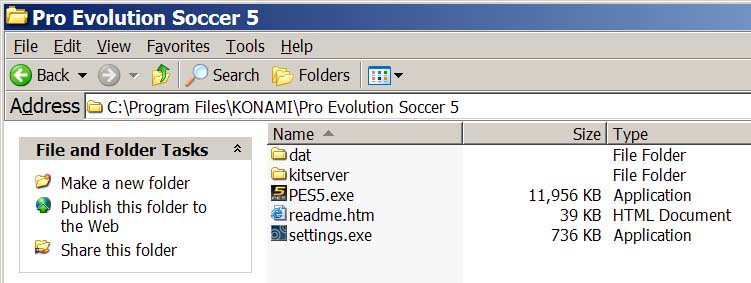 Pro Evolution Soccer 5
File Edit View Favorites Tools Help
Back Search Folders
Address C:\Program Files\KONAMI\Pro Evolution Soccer 5
File and Folder Tasks
Make a new folder
Publish this folder to
the Web
Share this folder
Name Size Type
dat File Folder
kitserver File Folder
PES5.exe 11,956 KB Application
readme.htm 39 KB HTML Document
settings.exe 736 KB Application